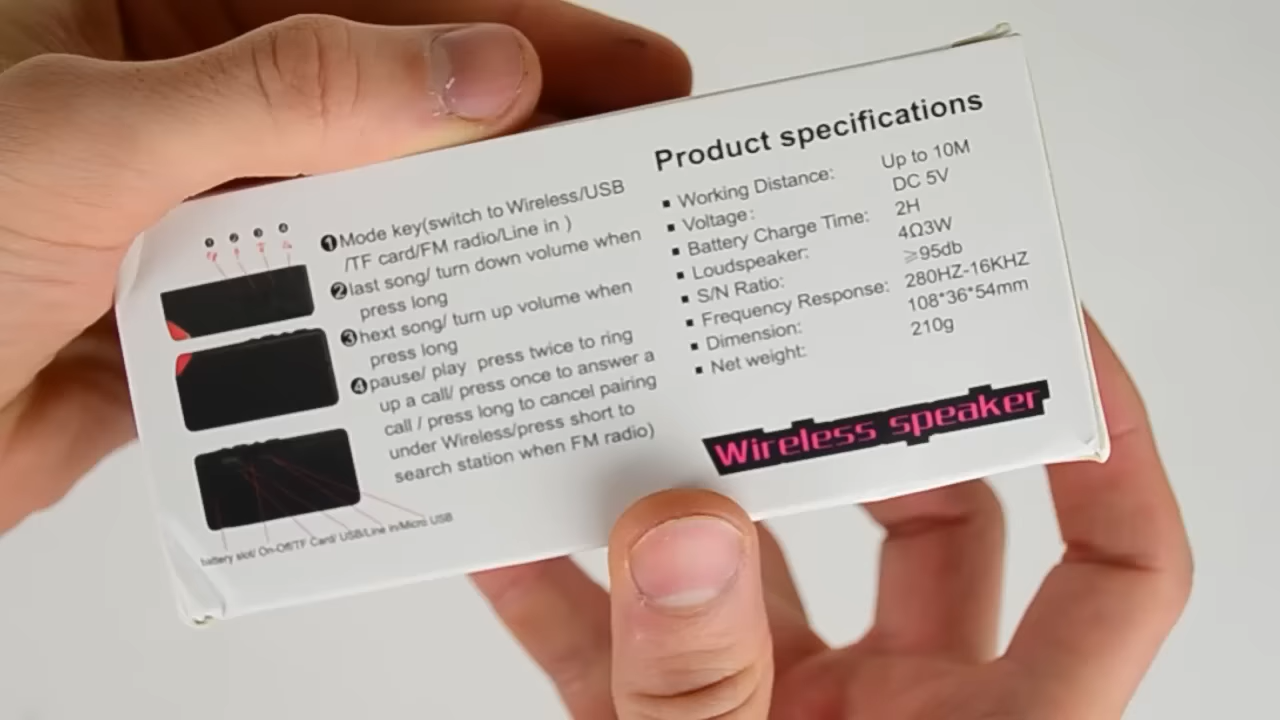 ❶Mode key(switch to Wireless/USB
/TF card/FM radio/Line in )
❷last song/ turn down volume when
press long
❸hext song/ turn up volume when
press long
❹pause/ play press twice to ring
up a call/ press once to answer a
call / press long to cancel pairing
under Wireless/press short to
search station when FM radio)
battery slot/ On-Off/TF Card/ USB/Line in/Micro USB
Product specifications
▪ Working Distance: Up to 10M
▪ Voltage: DC 5V
▪ Battery Charge Time: 2H
▪ Loudspeaker: 4Ω3W
▪ S/N Ratio: ≥95db
▪ Frequency Response: 280HZ-16KHZ
▪ Dimension: 108*36*54mm
▪ Net weight: 210g
Wireless speaker